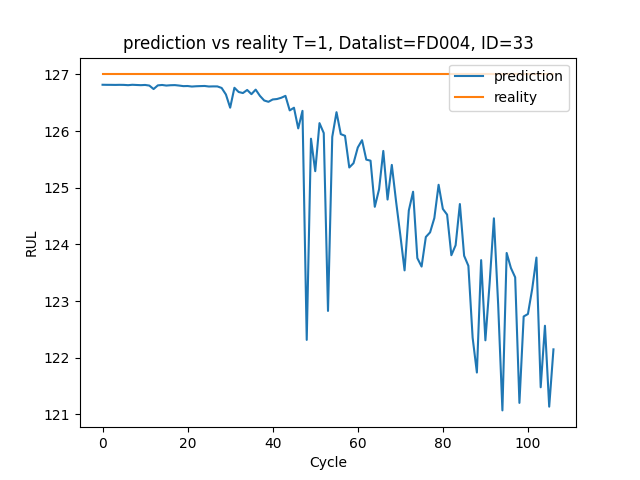 prediction vs reality T=1, Datalist=FD004, ID=33
127
126
125
124
123
122
121
RUL
prediction
reality
0
20
40
60
80
100
Cycle